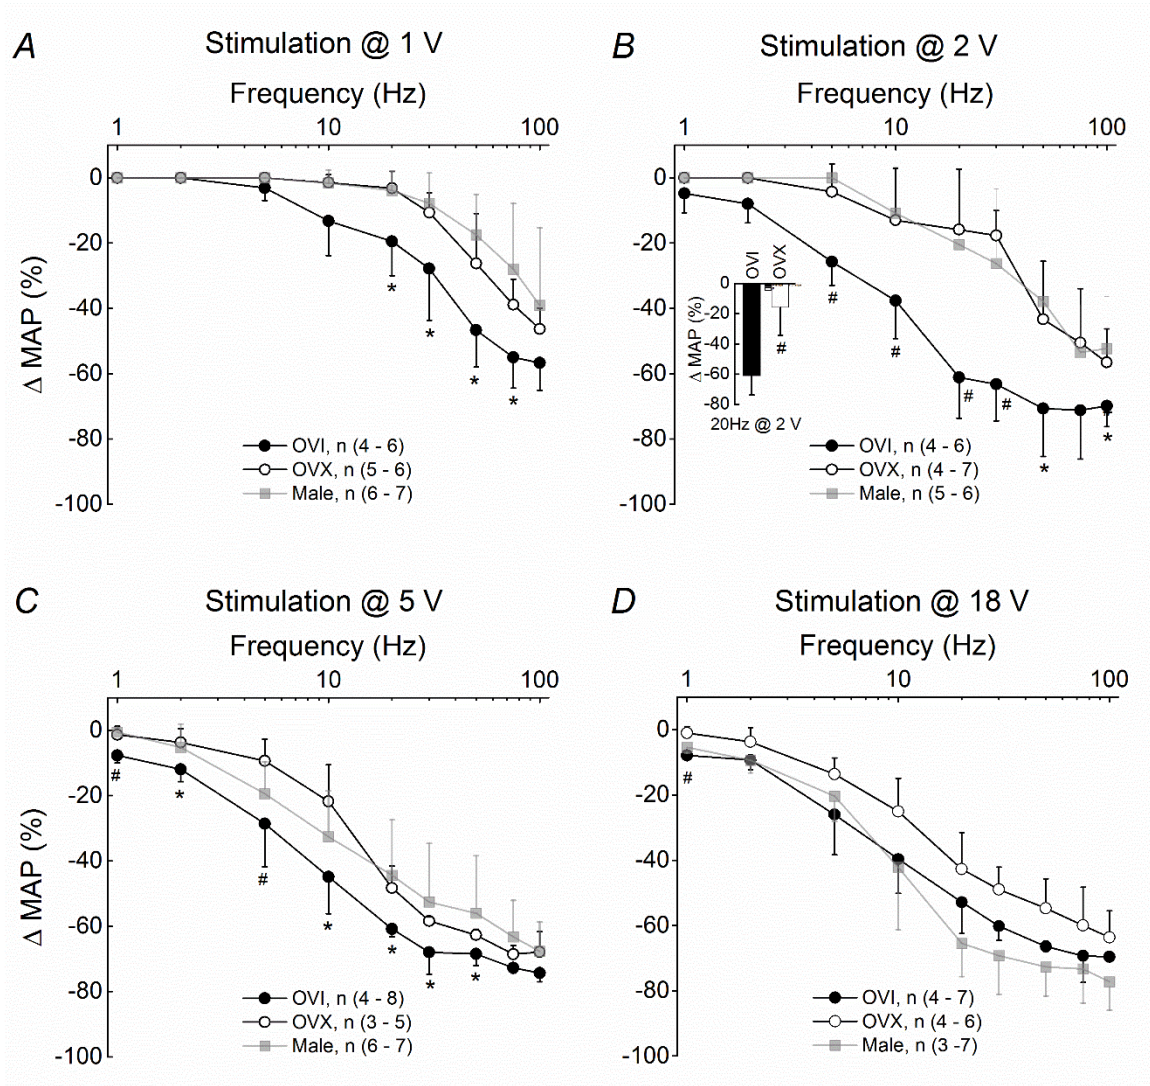 A
Stimulation @ 1 V
Frequency (Hz)
1 10 100
0
-20
-40
-60
-80
-100
Δ MAP (%)
* * * *
OVI, n (4 - 6)
OVX, n (5 - 6)
Male, n (6 - 7)
B
Stimulation @ 2 V
Frequency (Hz)
1 10 100
0
-20
-40
-60
-80
-100
# # # # * *
OVI OVX
0
-20
-40
-60
-80
Δ MAP (%)
#
20Hz @ 2 V
OVI, n (4 - 6)
OVX, n (4 - 7)
Male, n (5 - 6)
C
Stimulation @ 5 V
Frequency (Hz)
1 10 100
0
-20
-40
-60
-80
-100
Δ MAP (%)
# * # * * * *
OVI, n (4 - 8)
OVX, n (3 - 5)
Male, n (6 - 7)
D
Stimulation @ 18 V
Frequency (Hz)
1 10 100
0
-20
-40
-60
-80
-100
#
OVI, n (4 - 7)
OVX, n (4 - 6)
Male, n (3 -7)